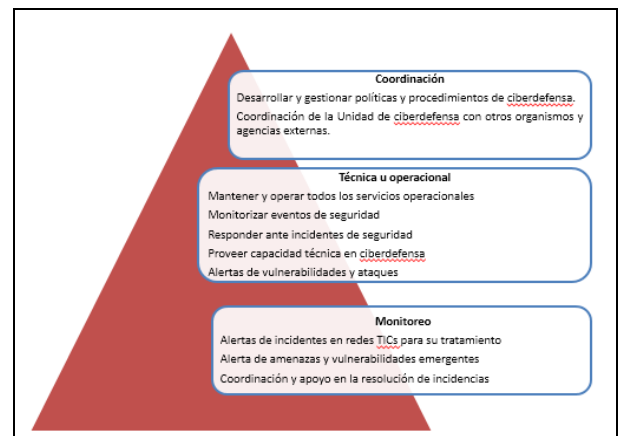 Coordinación
Desarrollar y gestionar políticas y procedimientos de ciberdefensa.
Coordinación de la Unidad de ciberdefensa con otros organismos y
agencias externas.
Técnica u operacional
Mantener y operar todos los servicios operacionales
Monitorizar eventos de seguridad
Responder ante incidentes de seguridad
Proveer capacidad técnica en ciberdefensa
Alertas de vulnerabilidades y ataques
Monitoreo
Alertas de incidentes en redes TICs para su tratamiento
Alerta de amenazas y vulnerabilidades emergentes
Coordinación y apoyo en la resolución de incidencias